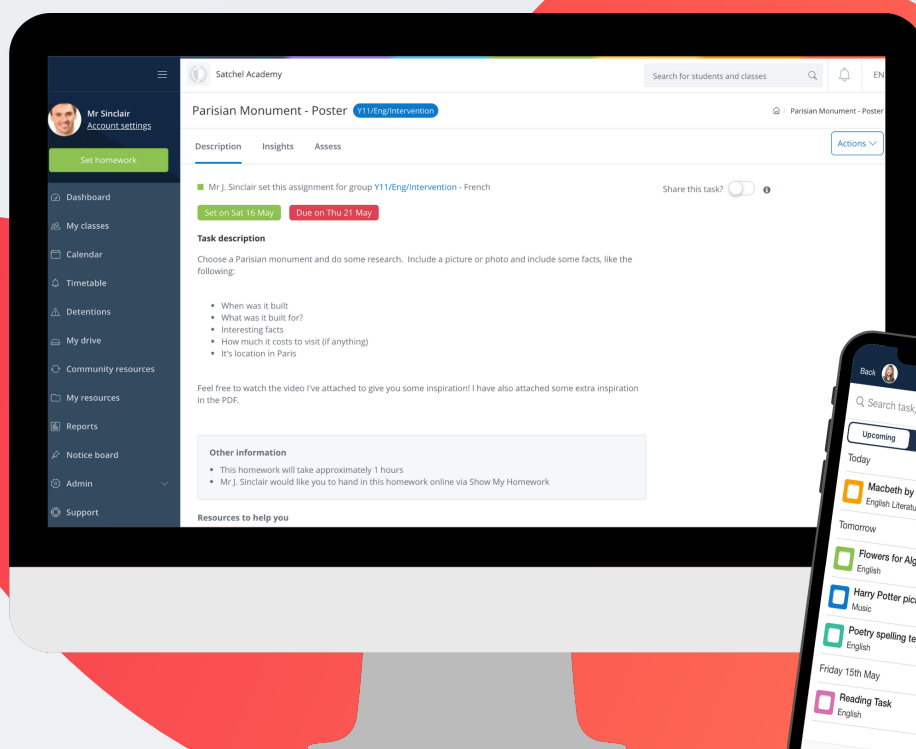 Satchel Academy
Search for students and classes
EN
Mr Sinclair
Account settings
Set homework
Dashboard
My classes
Calendar
Timetable
Detentions
My drive
Community resources
My resources
Reports
Notice board
Admin
Support
Parisian Monument - Poster Y11/Eng/Intervention
/ Parisian Monument - Poster
Description Insights Assess
Actions
Mr J. Sinclair set this assignment for group Y11/Eng/Intervention - French
Share this task?
Set on Sat 16 May Due on Thu 21 May
Task description
Choose a Parisian monument and do some research. Include a picture or photo and include some facts, like the
following:
• When was it built
• What was it built for?
• Interesting facts
• How much it costs to visit (if anything)
• It's location in Paris
Feel free to watch the video I've attached to give you some inspiration! I have also attached some extra inspiration
in the PDF.
Other information
• This homework will take approximately 1 hours
• Mr J. Sinclair would like you to hand in this homework online via Show My Homework
Resources to help you
Back
Search task,
Upcoming
Today
Macbeth by
English Literatu
Tomorrow
Flowers for Alg
English
Harry Potter pict
Music
Poetry spelling te
English
Friday 15th May
Reading Task
English